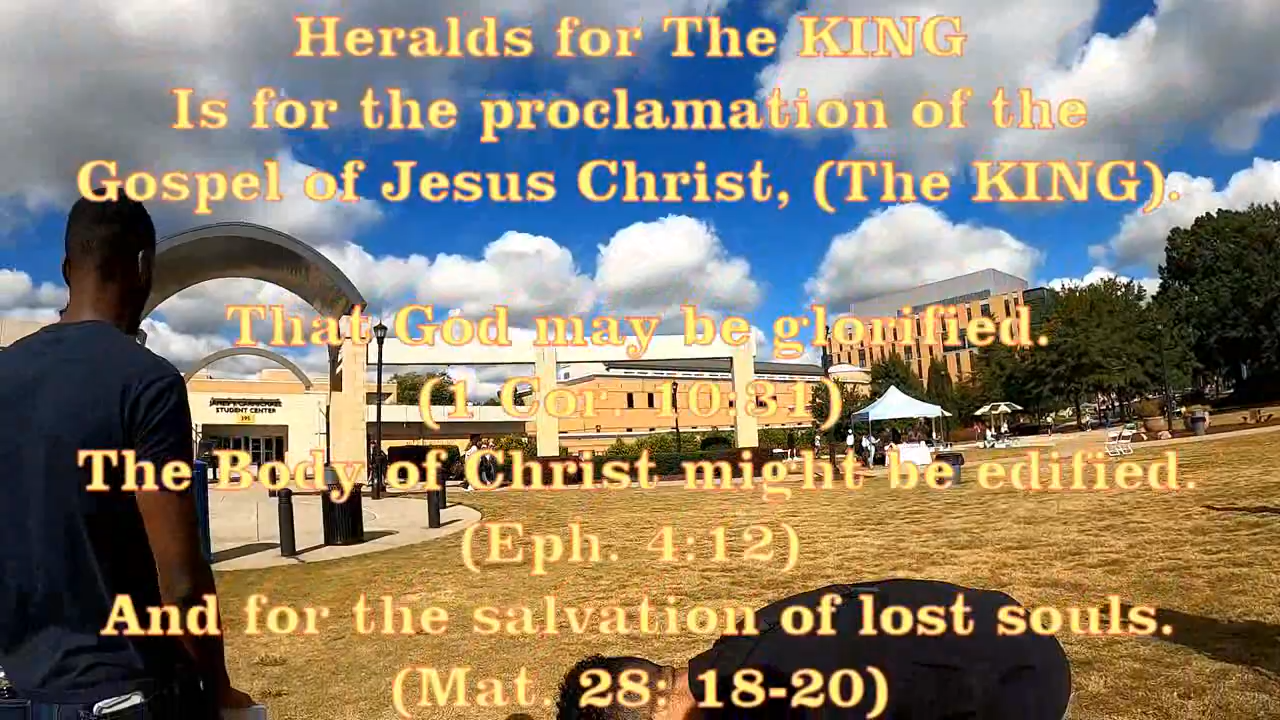 Heralds for The KING
Is for the proclamation of the
Gospel of Jesus Christ, (The KING).
That God may be glorified.
(1 Cor. 10:31)
STUDENT CENTER
The Body of Christ might be edified.
(Eph. 4:12)
And for the salvation of lost souls.
(Mat. 28: 18-20)